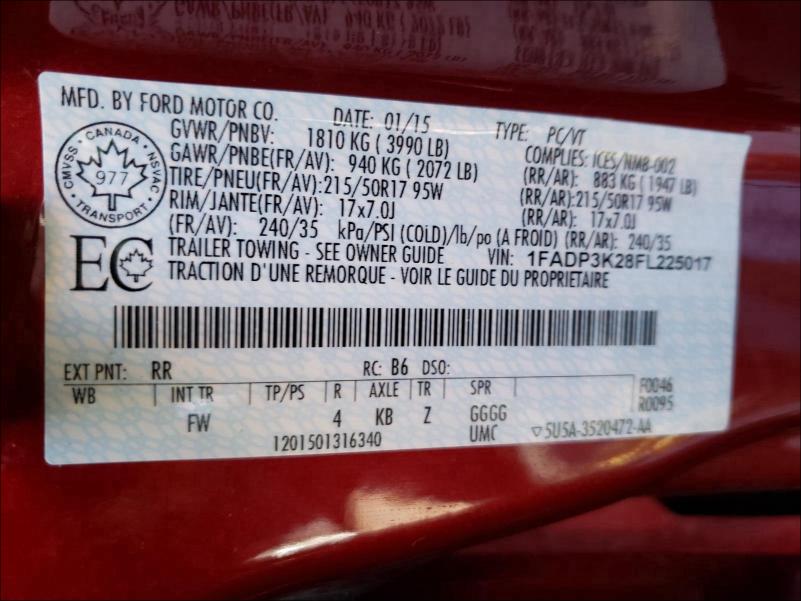 MFD. BY FORD MOTOR CO.
DATE: 01/15 TYPE: PC/VT
GVWR/PNBV: 1810 KG ( 3990 LB) COMPLIES: ICES/NMB-002
GAWR/PNBE(FR/AV): 940 KG ( 2072 LB) (RR/AR): 883 KG ( 1947 LB)
TIRE/PNEU(FR/AV):215/50R17 95W (RR/AR):215/50R17 95W
RIM/JANTE(FR/AV): 17x7.0J (RR/AR): 17x7.0J
(FR/AV): 240/35 kPa/PSI (COLD)/lb/po (A FROID) (RR/AR): 240/35
TRAILER TOWING - SEE OWNER GUIDE VIN: 1FADP3K28FL225017
TRACTION D'UNE REMORQUE - VOIR LE GUIDE DU PROPRIETAIRE
CANADA
CMVSS NSVAC
977
TRANSPORT
EC
EXT PNT: RR RC: B6 DSO:
WB INT TR TP/PS R AXLE TR SPR F0046
FW 4 KB Z GGGG R0095
1201501316340 UMC 5U5A-3520472-AA